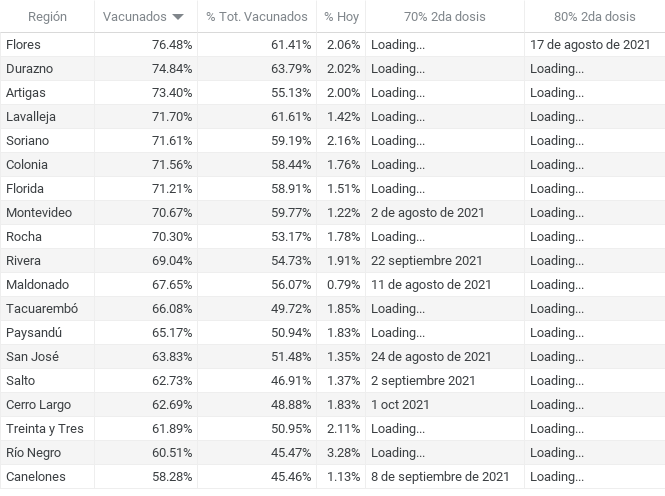 Región Vacunados % Tot. Vacunados % Hoy 70% 2da dosis 80% 2da dosis
Flores 76.48% 61.41% 2.06% Loading... 17 de agosto de 2021
Durazno 74.84% 63.79% 2.02% Loading... Loading...
Artigas 73.40% 55.13% 2.00% Loading... Loading...
Lavalleja 71.70% 61.61% 1.42% Loading... Loading...
Soriano 71.61% 59.19% 2.16% Loading... Loading...
Colonia 71.56% 58.44% 1.76% Loading... Loading...
Florida 71.21% 58.91% 1.51% Loading... Loading...
Montevideo 70.67% 59.77% 1.22% 2 de agosto de 2021 Loading...
Rocha 70.30% 53.17% 1.78% Loading... Loading...
Rivera 69.04% 54.73% 1.91% 22 septiembre 2021 Loading...
Maldonado 67.65% 56.07% 0.79% 11 de agosto de 2021 Loading...
Tacuarembó 66.08% 49.72% 1.85% Loading... Loading...
Paysandú 65.17% 50.94% 1.83% Loading... Loading...
San José 63.83% 51.48% 1.35% 24 de agosto de 2021 Loading...
Salto 62.73% 46.91% 1.37% 2 septiembre 2021 Loading...
Cerro Largo 62.69% 48.88% 1.83% 1 oct 2021 Loading...
Treinta y Tres 61.89% 50.95% 2.11% Loading... Loading...
Río Negro 60.51% 45.47% 3.28% Loading... Loading...
Canelones 58.28% 45.46% 1.13% 8 de septiembre de 2021 Loading...